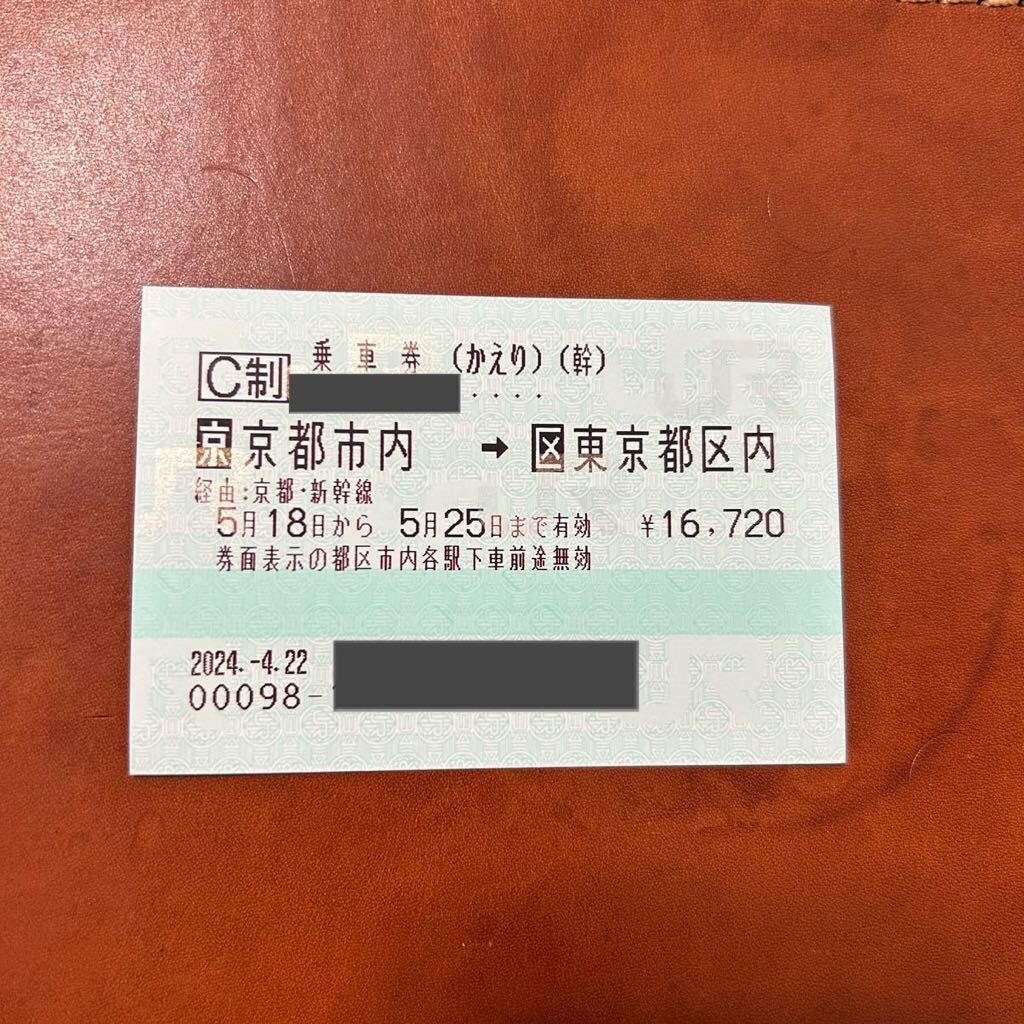 乗車券 (かえり) (幹)
C制 ‥‥
京 京都市内 → 区 東京都区内
経由:京都・新幹線
5月18日から 5月25日まで有効 ¥16,720
券面表示の都区市内各駅下車前途無効
2024.-4.22
00098-